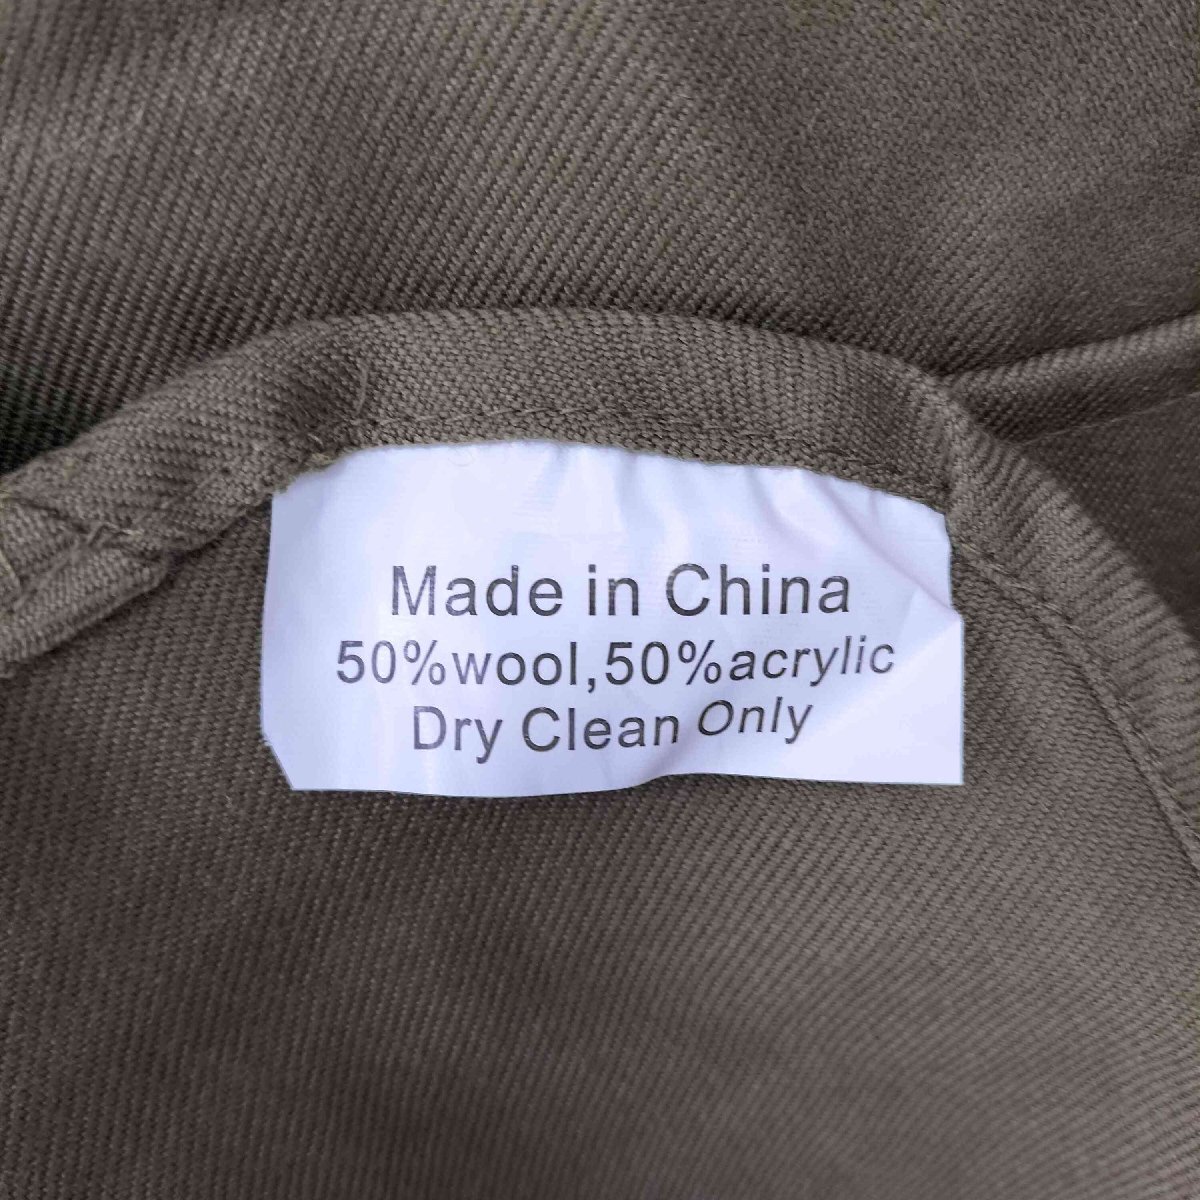 Made in China
50%wool,50%acrylic
Dry Clean Only